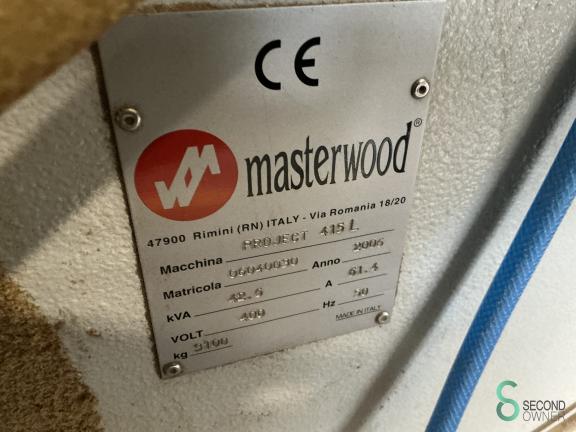 CE
masterwood®
47900 Rimini (RN) ITALY - Via Romania 18/20
Macchina PROJECT 415 L
Matricola 06040090 Anno 2006
kVA 42.5 A 61.4
VOLT 400 Hz 50
kg 3100 MADE IN ITALY
SECOND
OWNER